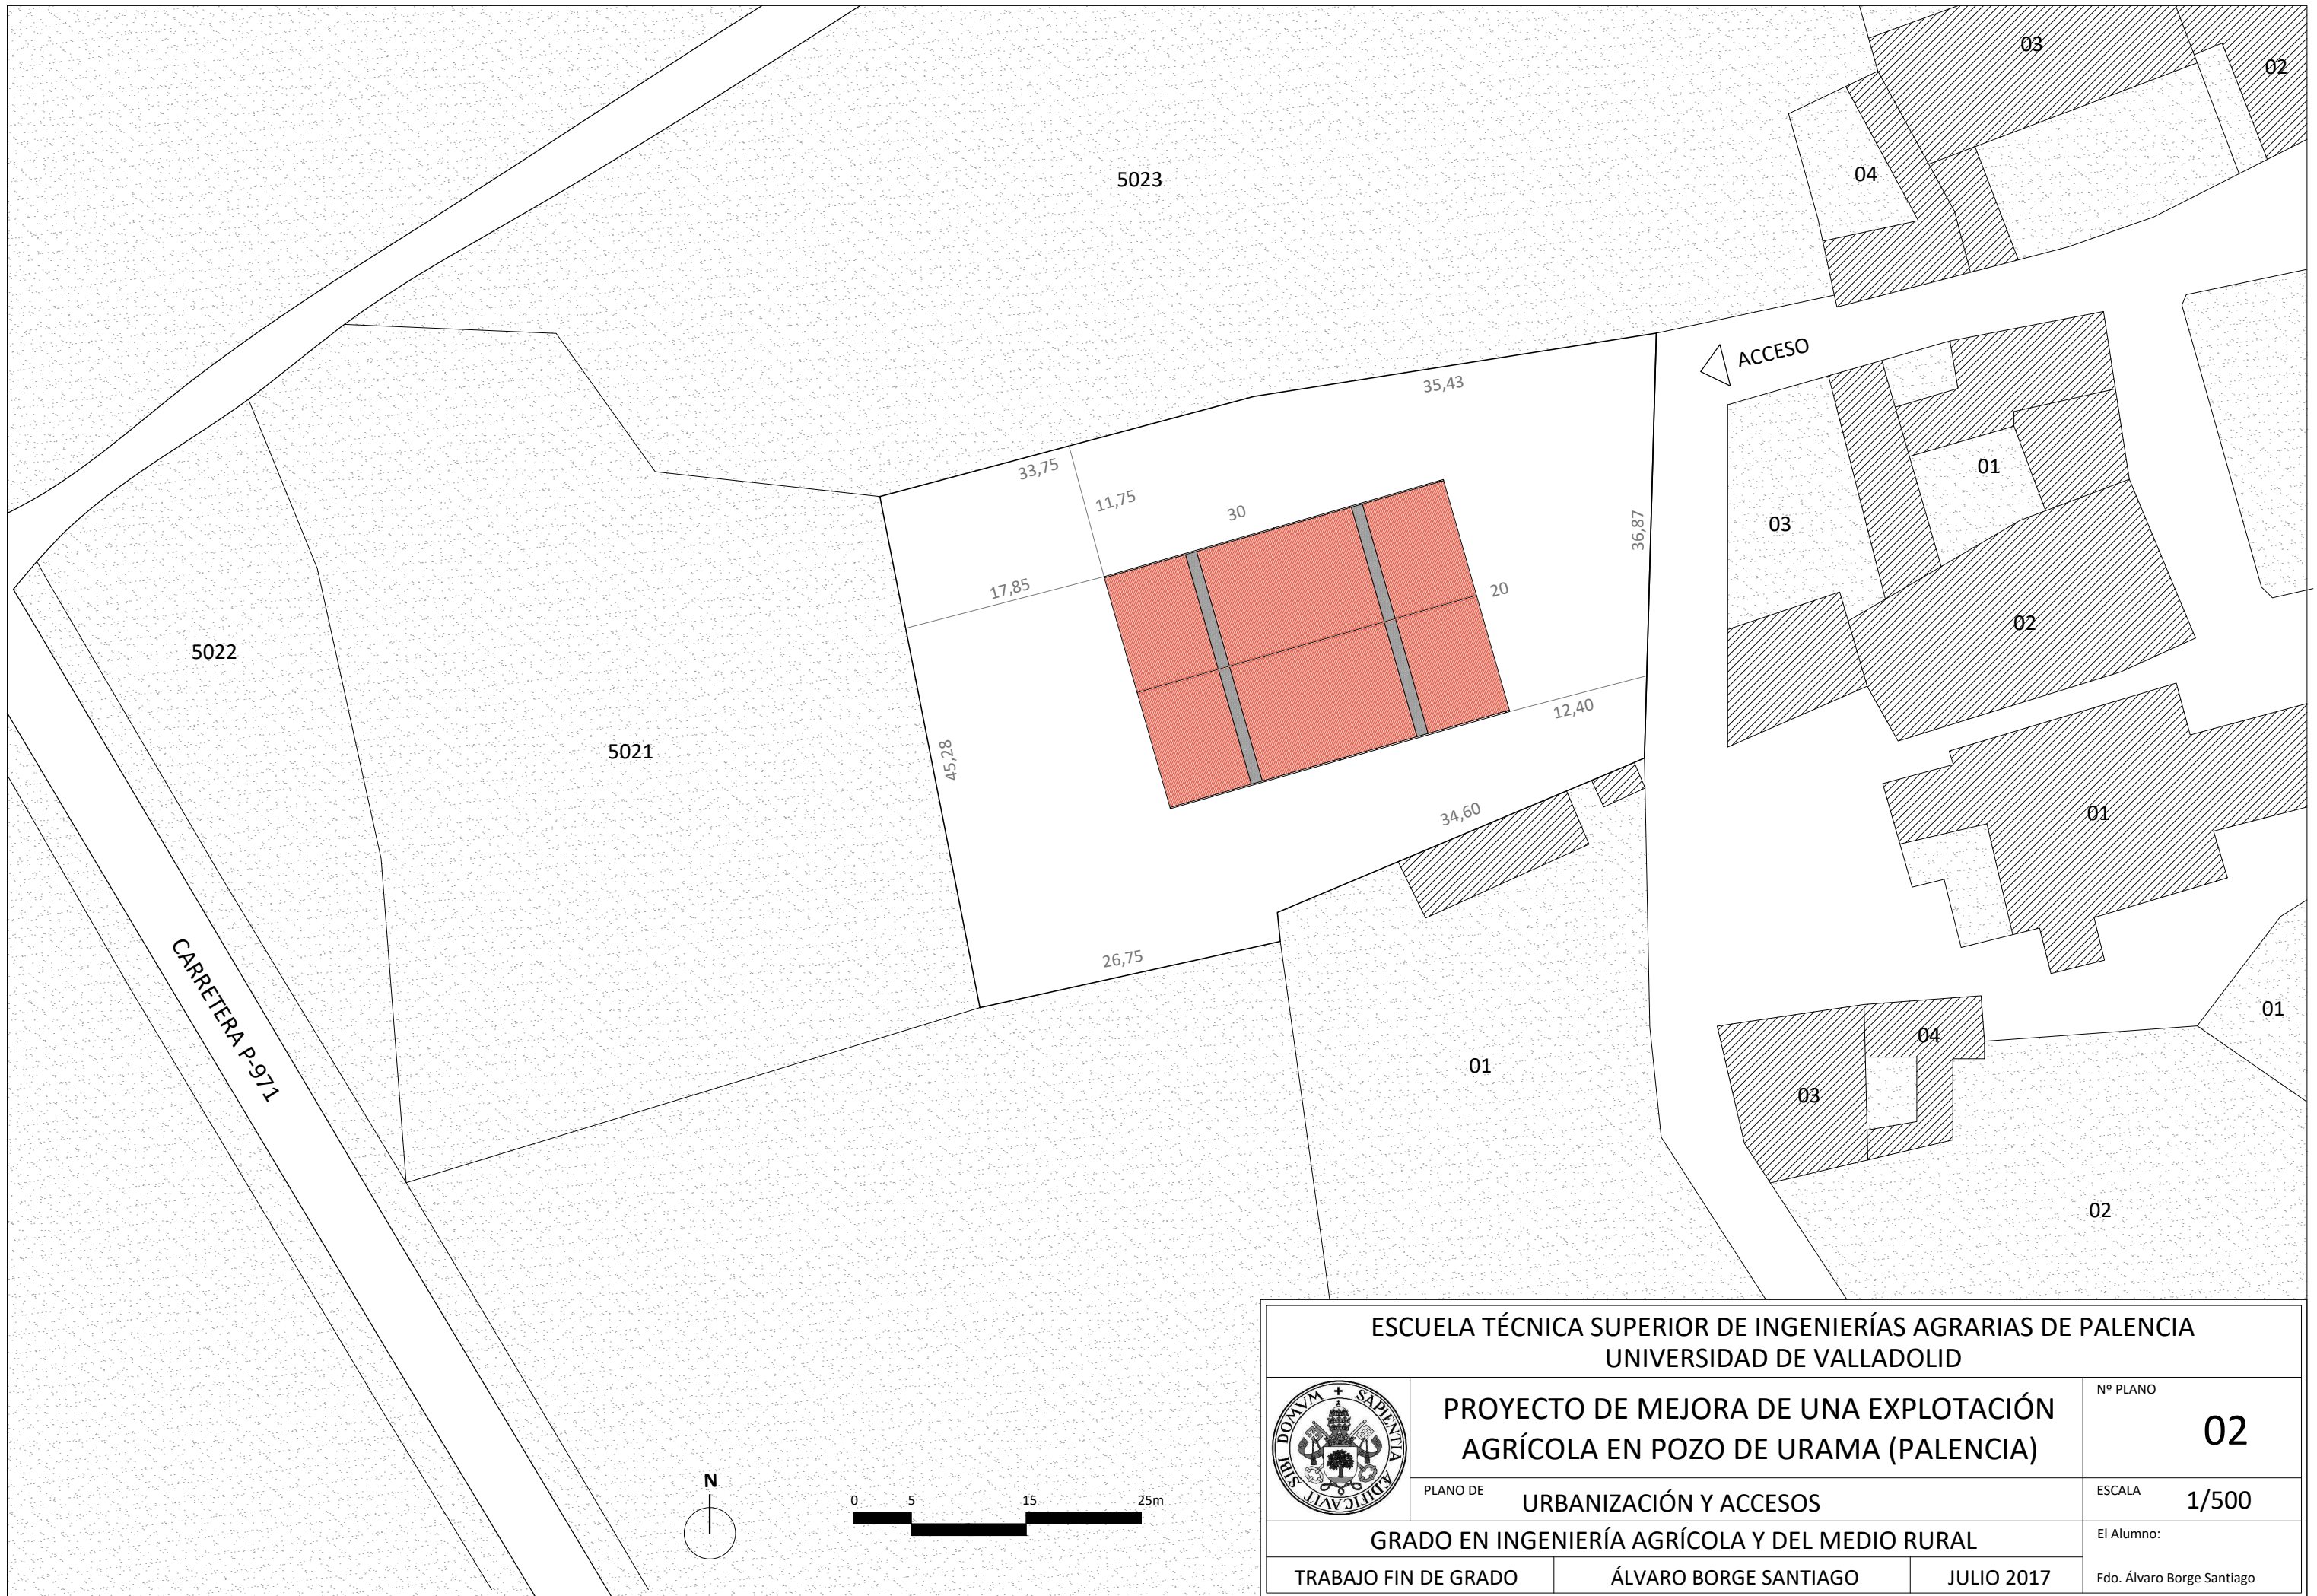 03
02
5023
04
ACCESO
35,43
33,75
01
11,75
30
03
36,87
17,85
20
02
5022
12,40
5021
45,28
34,60
01
26,75
CARRETERA P-971
01
04
01
03
02
N
0 5 15 25m
ESCUELA TÉCNICA SUPERIOR DE INGENIERÍAS AGRARIAS DE PALENCIA
UNIVERSIDAD DE VALLADOLID
SIBI DOMVM + SAPIENTIA ÆDIFICAVIT
PROYECTO DE MEJORA DE UNA EXPLOTACIÓN
AGRÍCOLA EN POZO DE URAMA (PALENCIA)
Nº PLANO
02
PLANO DE
URBANIZACIÓN Y ACCESOS
ESCALA
1/500
GRADO EN INGENIERÍA AGRÍCOLA Y DEL MEDIO RURAL
El Alumno:
TRABAJO FIN DE GRADO
ÁLVARO BORGE SANTIAGO
JULIO 2017
Fdo. Álvaro Borge Santiago